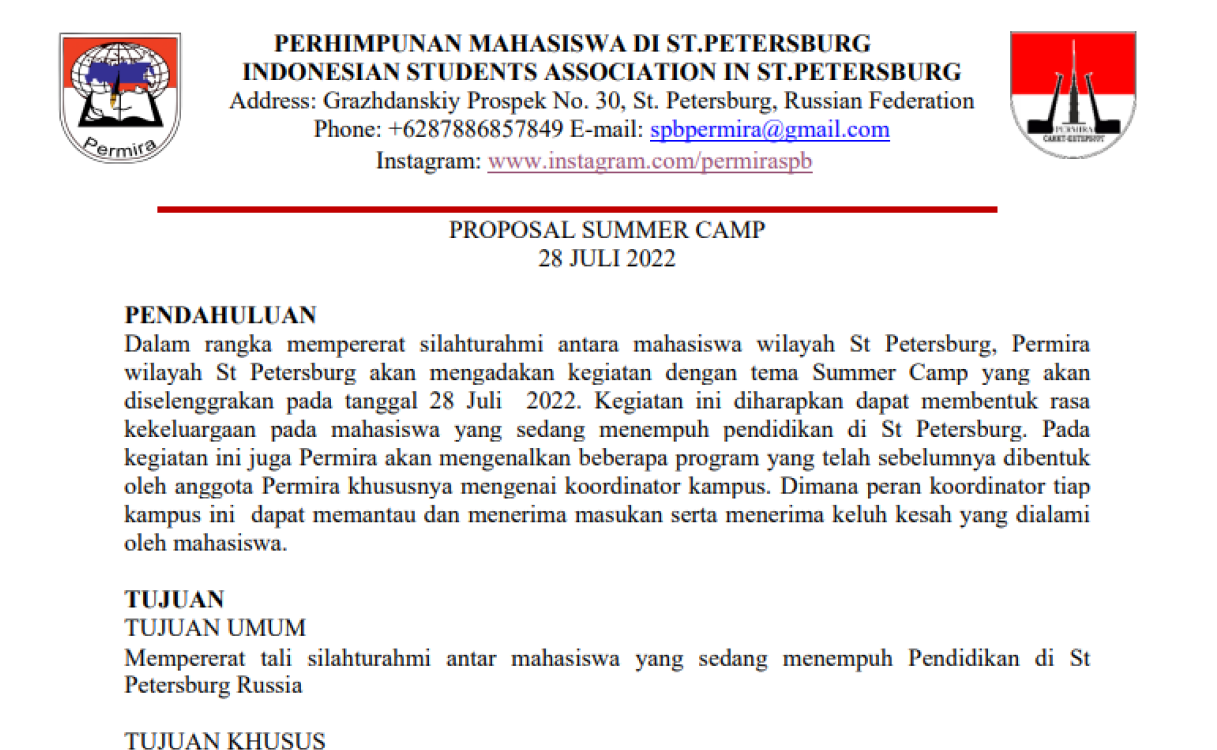 PERHIMPUNAN MAHASISWA DI ST.PETERSBURG
INDONESIAN STUDENTS ASSOCIATION IN ST.PETERSBURG
Address: Grazhdanskiy Prospek No. 30, St. Petersburg, Russian Federation
Phone: +6287886857849 E-mail: spbpermira@gmail.com
Instagram: www.instagram.com/permiraspb
Permira
PERMIRA
САНКТ-ПЕТЕРБУРГ
PROPOSAL SUMMER CAMP
28 JULI 2022
PENDAHULUAN
Dalam rangka mempererat silahturahmi antara mahasiswa wilayah St Petersburg, Permira
wilayah St Petersburg akan mengadakan kegiatan dengan tema Summer Camp yang akan
diselenggrakan pada tanggal 28 Juli 2022. Kegiatan ini diharapkan dapat membentuk rasa
kekeluargaan pada mahasiswa yang sedang menempuh pendidikan di St Petersburg. Pada
kegiatan ini juga Permira akan mengenalkan beberapa program yang telah sebelumnya dibentuk
oleh anggota Permira khususnya mengenai koordinator kampus. Dimana peran koordinator tiap
kampus ini dapat memantau dan menerima masukan serta menerima keluh kesah yang dialami
oleh mahasiswa.
TUJUAN
TUJUAN UMUM
Mempererat tali silahturahmi antar mahasiswa yang sedang menempuh Pendidikan di St
Petersburg Russia
TUJUAN KHUSUS